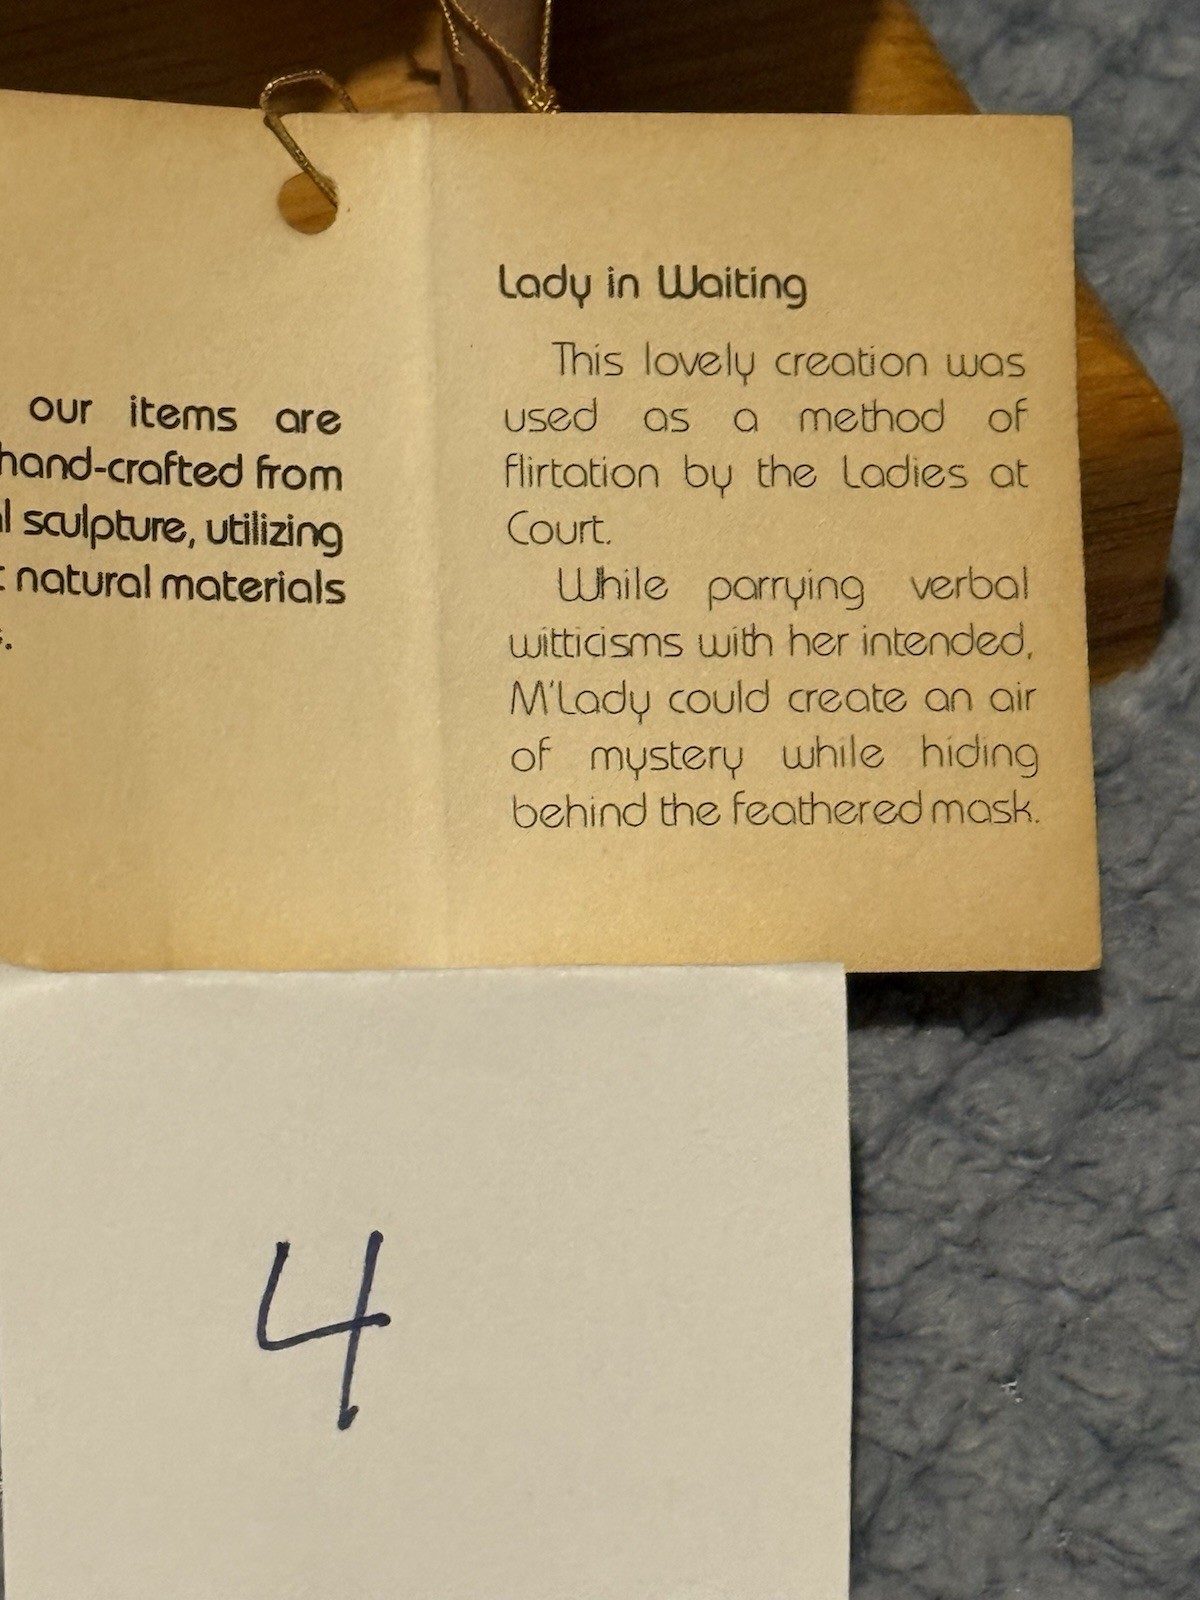 our items are
hand-crafted from
sculpture, utilizing
natural materials
Lady in Waiting
This lovely creation was
used as a method of
flirtation by the Ladies at
Court.
While parrying verbal
witticisms with her intended,
M'Lady could create an air
of mystery while hiding
behind the feathered mask.
4